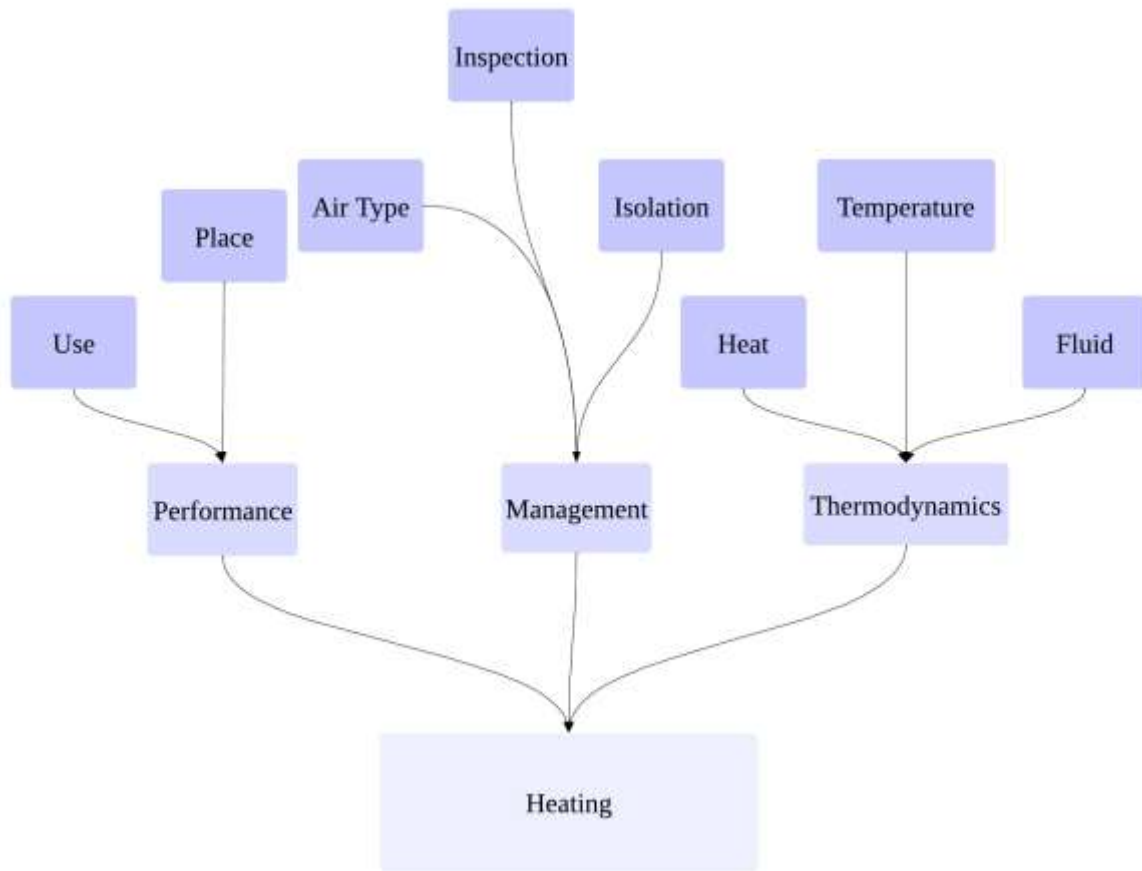 Inspection
Air Type
Isolation
Temperature
Place
Use
Heat
Fluid
Performance
Management
Thermodynamics
Heating